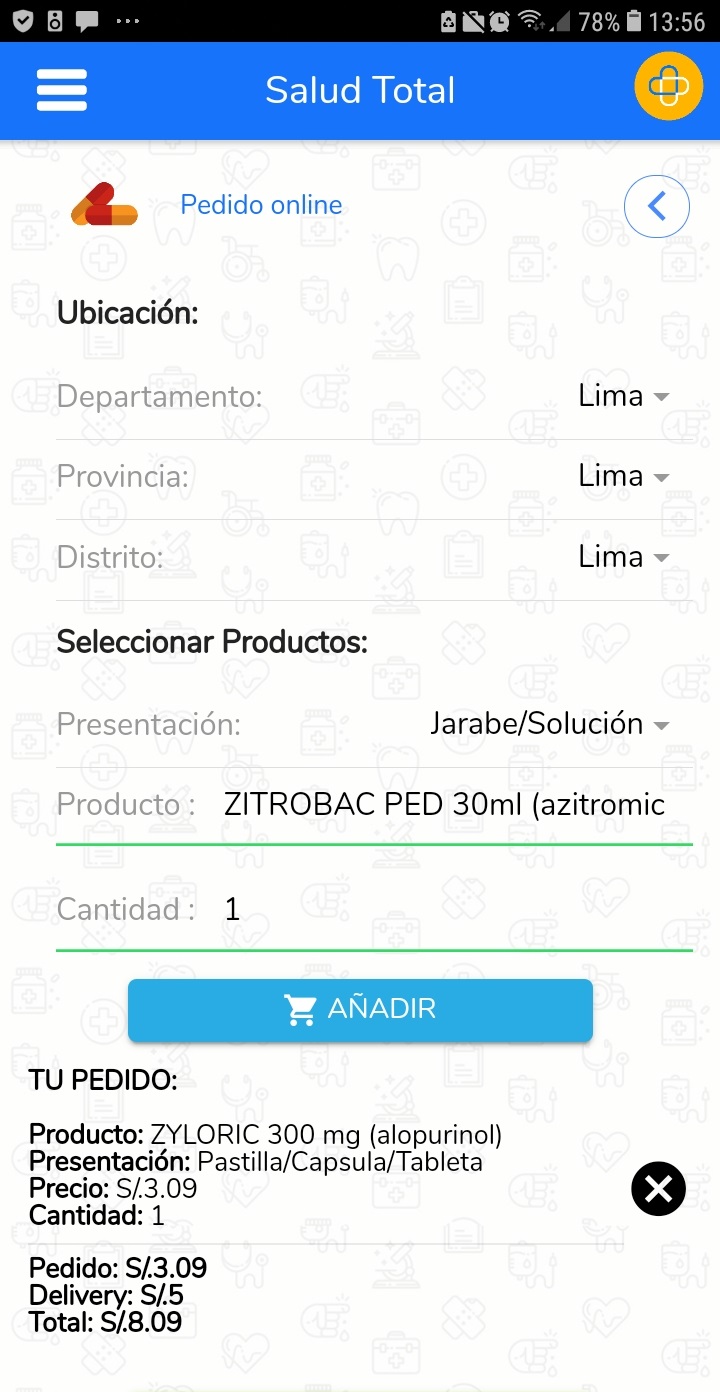 78% 13:56
Salud Total
Pedido online
Ubicación:
Departamento: Lima
Provincia: Lima
Distrito: Lima
Seleccionar Productos:
Presentación: Jarabe/Solución
Producto : ZITROBAC PED 30ml (azitromic
Cantidad : 1
AÑADIR
TU PEDIDO:
Producto: ZYLORIC 300 mg (alopurinol)
Presentación: Pastilla/Capsula/Tableta
Precio: S/.3.09
Cantidad: 1
Pedido: S/.3.09
Delivery: S/.5
Total: S/.8.09